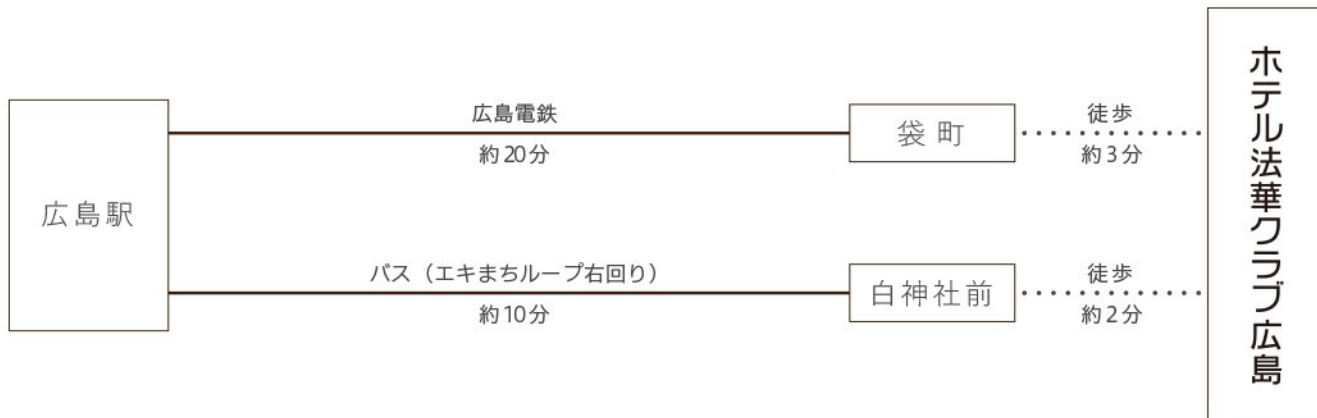 広島駅
広島電鉄
約20分
袋町
徒歩
約3分
バス（エキまちループ右回り）
約10分
白神社前
徒歩
約2分
ホテル法華クラブ広島